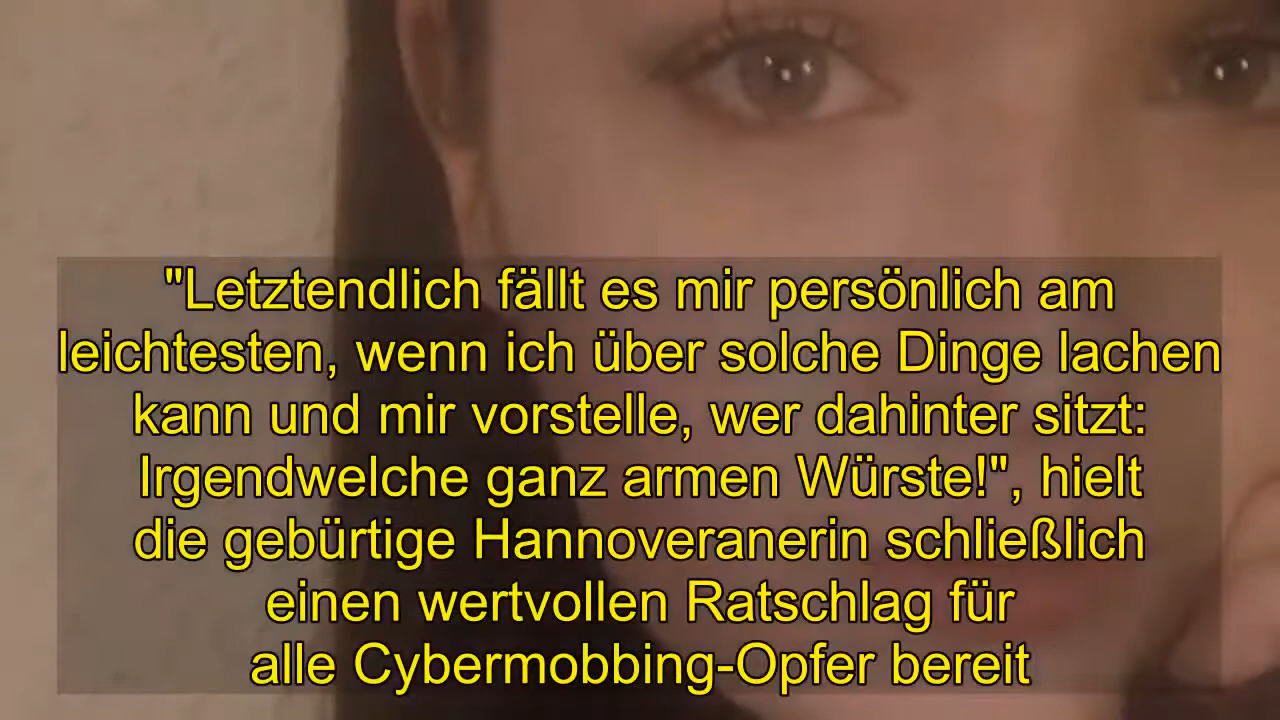 "Letztendlich fällt es mir persönlich am
leichtesten, wenn ich über solche Dinge lachen
kann und mir vorstelle, wer dahinter sitzt:
Irgendwelche ganz armen Würste!", hielt
die gebürtige Hannoveranerin schließlich
einen wertvollen Ratschlag für
alle Cybermobbing-Opfer bereit